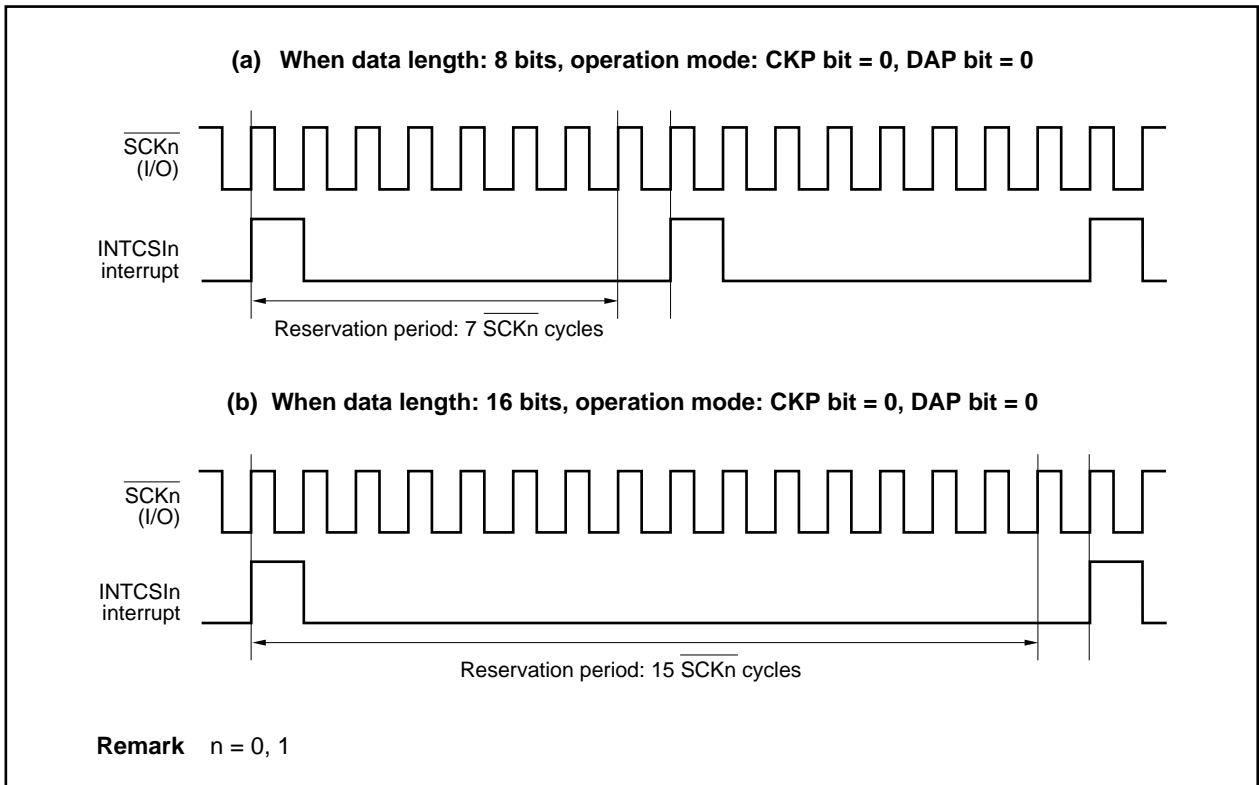 (a) When data length: 8 bits, operation mode: CKP bit = 0, DAP bit = 0
SCKn
(I/O)
INTCSIn
interrupt
Reservation period: 7 SCKn cycles
(b) When data length: 16 bits, operation mode: CKP bit = 0, DAP bit = 0
SCKn
(I/O)
INTCSIn
interrupt
Reservation period: 15 SCKn cycles
Remark n = 0, 1